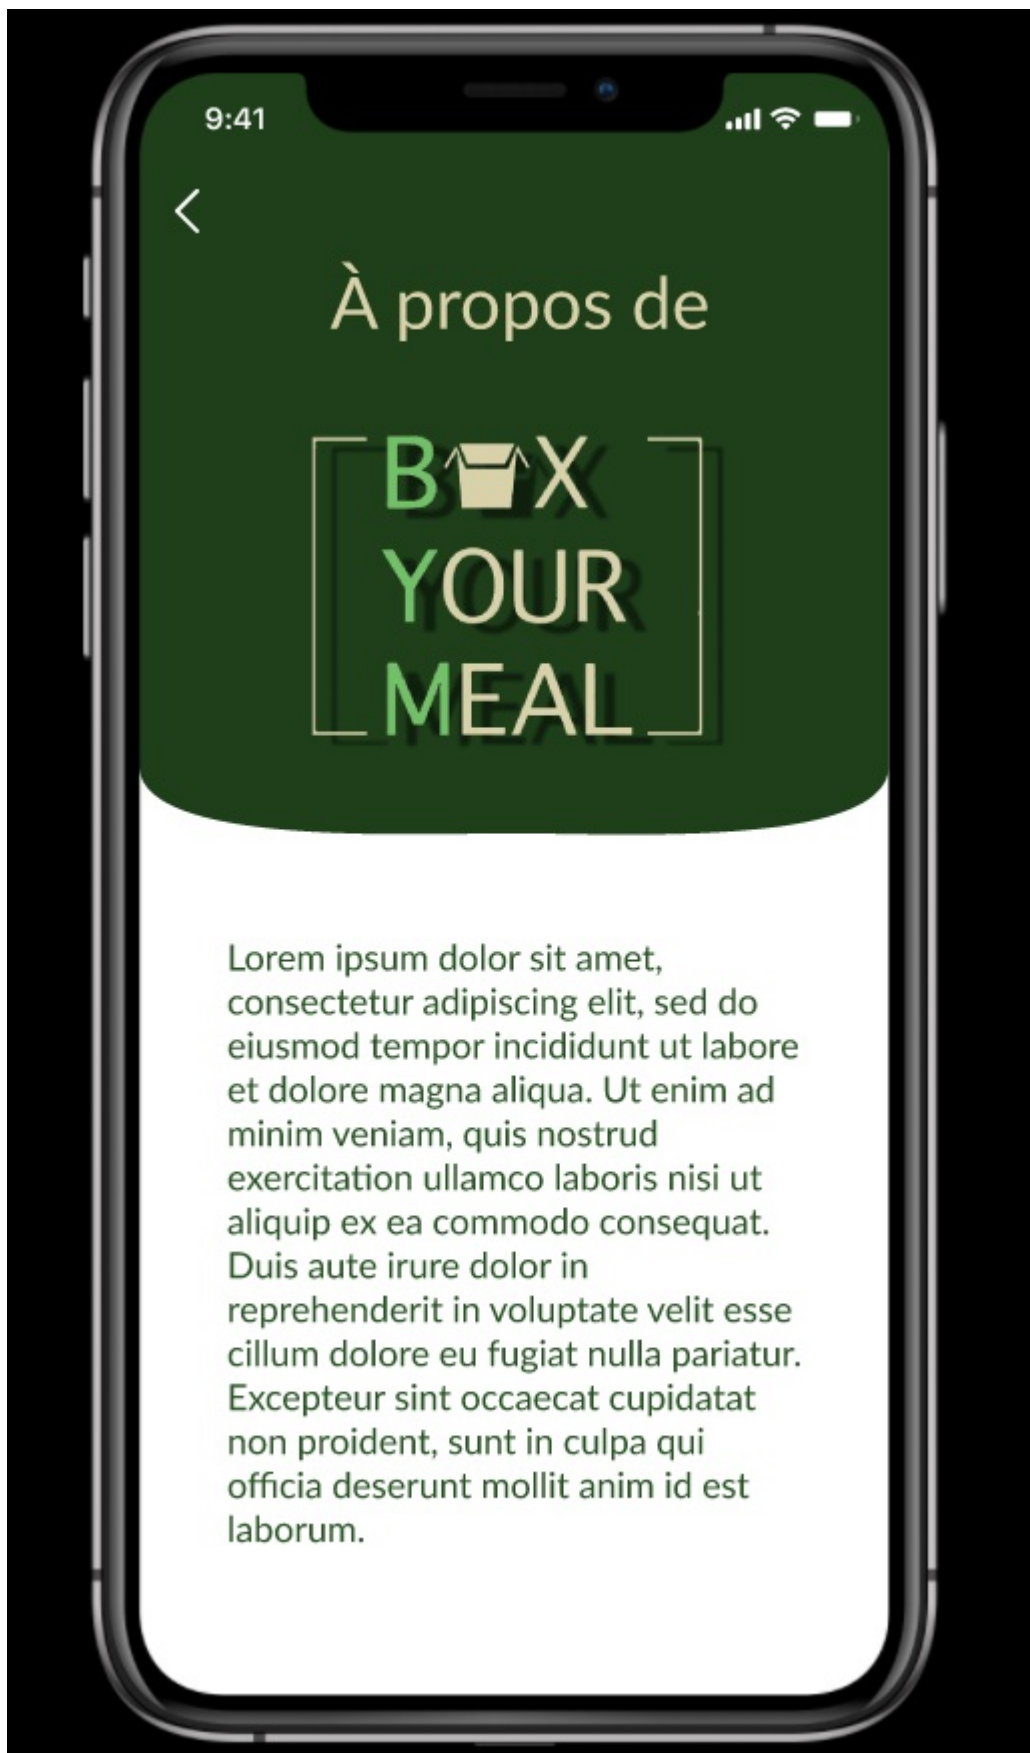 9:41
À propos de
BOX
YOUR
MEAL
Lorem ipsum dolor sit amet,
consectetur adipiscing elit, sed do
eiusmod tempor incididunt ut labore
et dolore magna aliqua. Ut enim ad
minim veniam, quis nostrud
exercitation ullamco laboris nisi ut
aliquip ex ea commodo consequat.
Duis aute irure dolor in
reprehenderit in voluptate velit esse
cillum dolore eu fugiat nulla pariatur.
Excepteur sint occaecat cupidatat
non proident, sunt in culpa qui
officia deserunt mollit anim id est
laborum.